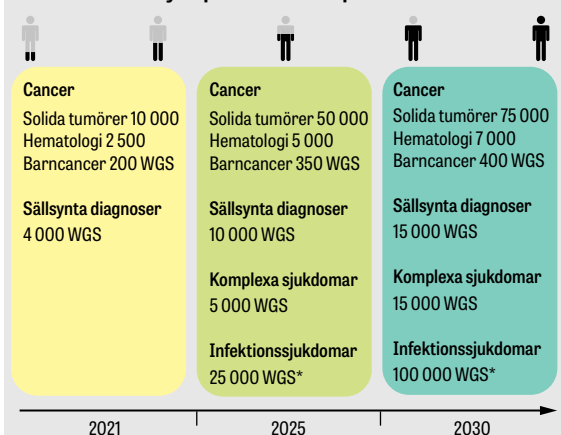 Cancer
Solida tumörer 10 000
Hematologi 2 500
Barncancer 200 WGS
Sällsynta diagnoser
4 000 WGS
Cancer
Solida tumörer 50 000
Hematologi 5 000
Barncancer 350 WGS
Sällsynta diagnoser
10 000 WGS
Komplexa sjukdomar
5 000 WGS
Infektionssjukdomar
25 000 WGS*
Cancer
Solida tumörer 75 000
Hematologi 7 000
Barncancer 400 WGS
Sällsynta diagnoser
15 000 WGS
Komplexa sjukdomar
15 000 WGS
Infektionssjukdomar
100 000 WGS*
2021
2025
2030